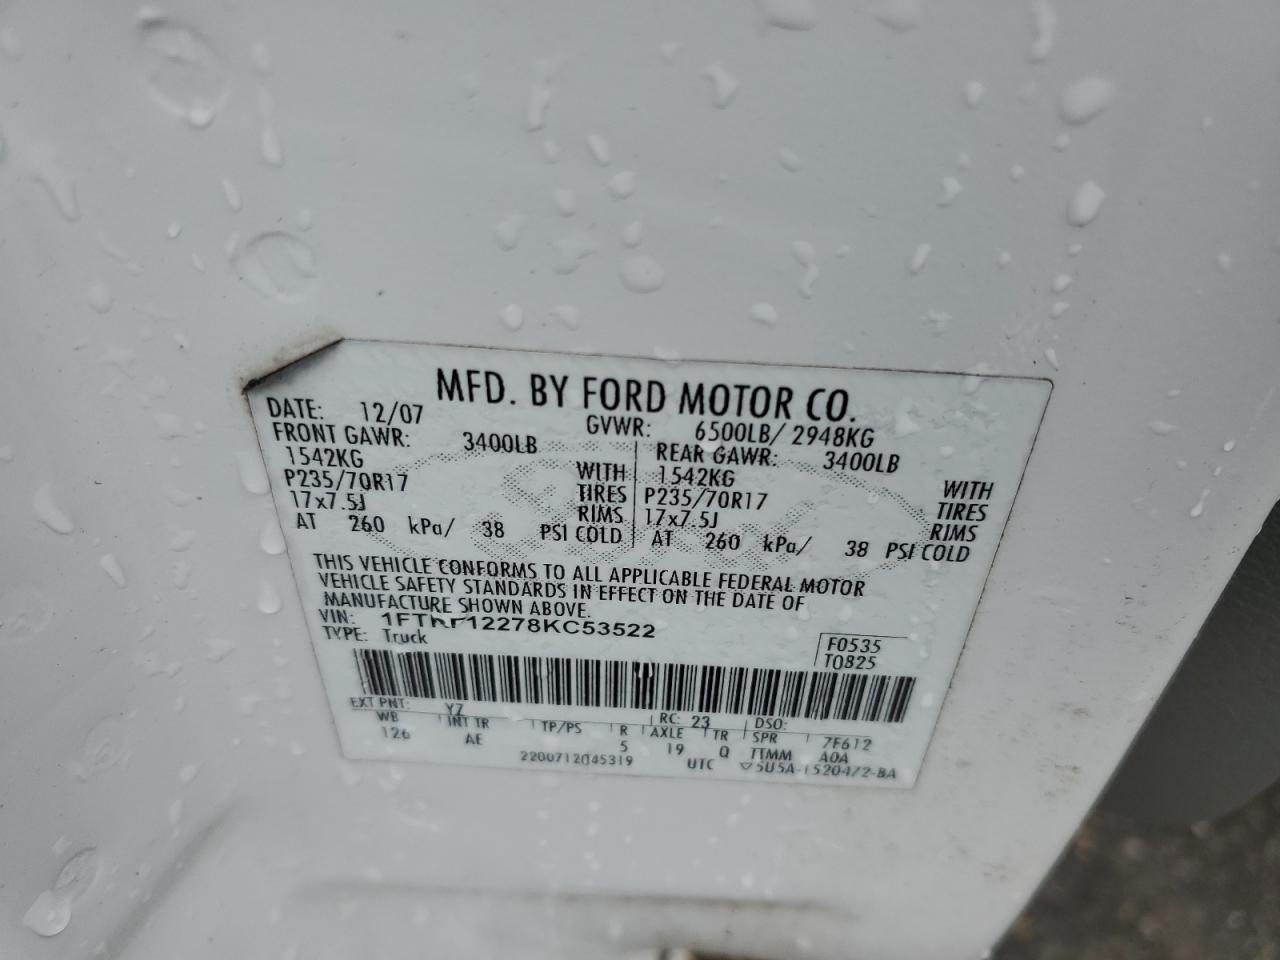 MFD. BY FORD MOTOR CO.
DATE: 12/07 GVWR: 6500LB/ 2948KG
FRONT GAWR: 3400LB REAR GAWR: 3400LB
1542KG WITH 1542KG WITH
P235/70R17 TIRES P235/70R17 TIRES
17x7.5J RIMS 17x7.5J RIMS
AT 260 kPa/ 38 PSI COLD AT 260 kPa/ 38 PSI COLD
THIS VEHICLE CONFORMS TO ALL APPLICABLE FEDERAL MOTOR
VEHICLE SAFETY STANDARDS IN EFFECT ON THE DATE OF
MANUFACTURE SHOWN ABOVE.
VIN:
TYPE: Truck
F0535
T0825
EXT PNT: YZ RC: 23 DSO:
WB INT TR TP/PS R AXLE TR SPR 7F612
126 AE 5 19 Q TTMM A0A
UTC